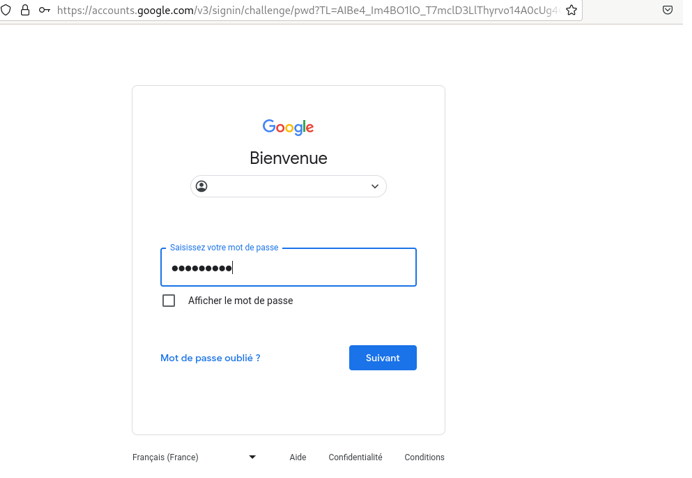 https://accounts.google.com/v3/signin/challenge/pwd?TL=AIBe4_Im4BO1lO_T7mclD3LlThyrvo14A0cUg4
Google
Bienvenue
Saisissez votre mot de passe
●●●●●●●●●
Afficher le mot de passe
Mot de passe oublié ?
Suivant
Français (France)
Aide
Confidentialité
Conditions